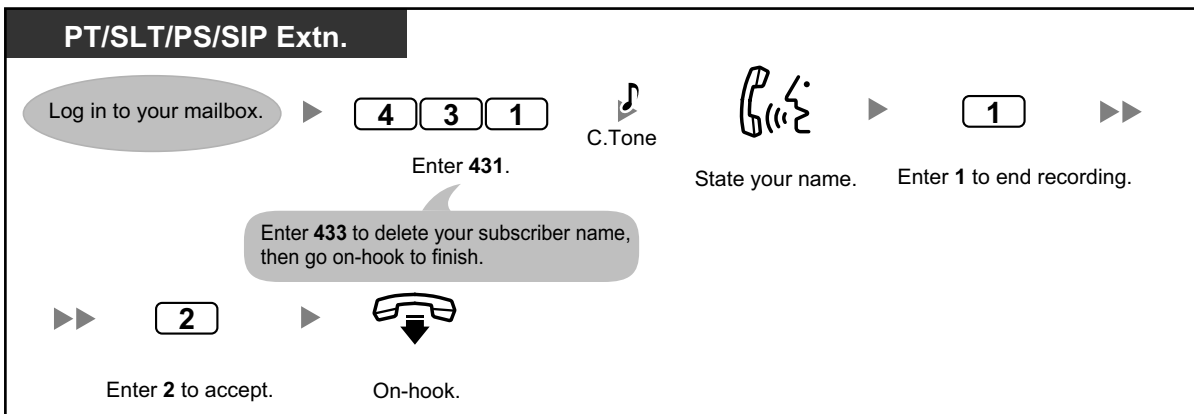 PT/SLT/PS/SIP Extn.
Log in to your mailbox.
4 3 1
C.Tone
1
Enter 431.
State your name.
Enter 1 to end recording.
Enter 433 to delete your subscriber name,
then go on-hook to finish.
2
Enter 2 to accept.
On-hook.